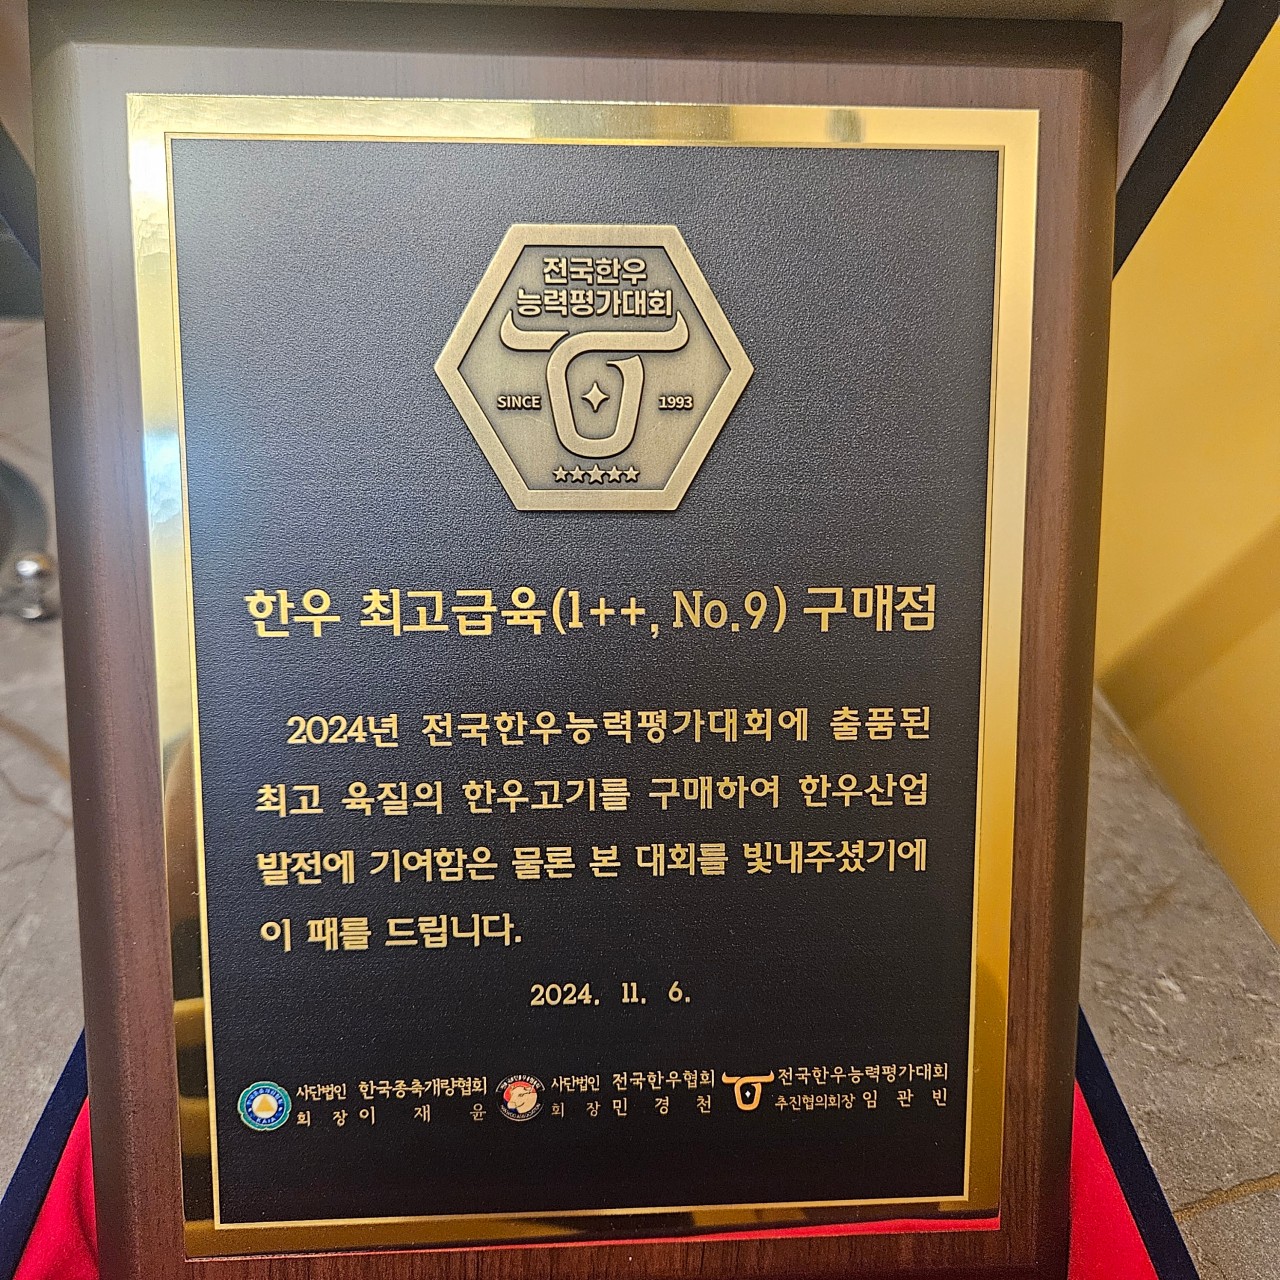 전국한우
능력평가대회
SINCE 1993
한우 최고급육(1++, No.9) 구매점
2024년 전국한우능력평가대회에 출품된
최고 육질의 한우고기를 구매하여 한우산업
발전에 기여함은 물론 본 대회를 빛내주셨기에
이 패를 드립니다.
2024. 11. 6.
사단법인 한국종축개량협회
회장 이재윤
사단법인 전국한우협회
회장 민경천
전국한우능력평가대회
추진협의회장 임관빈